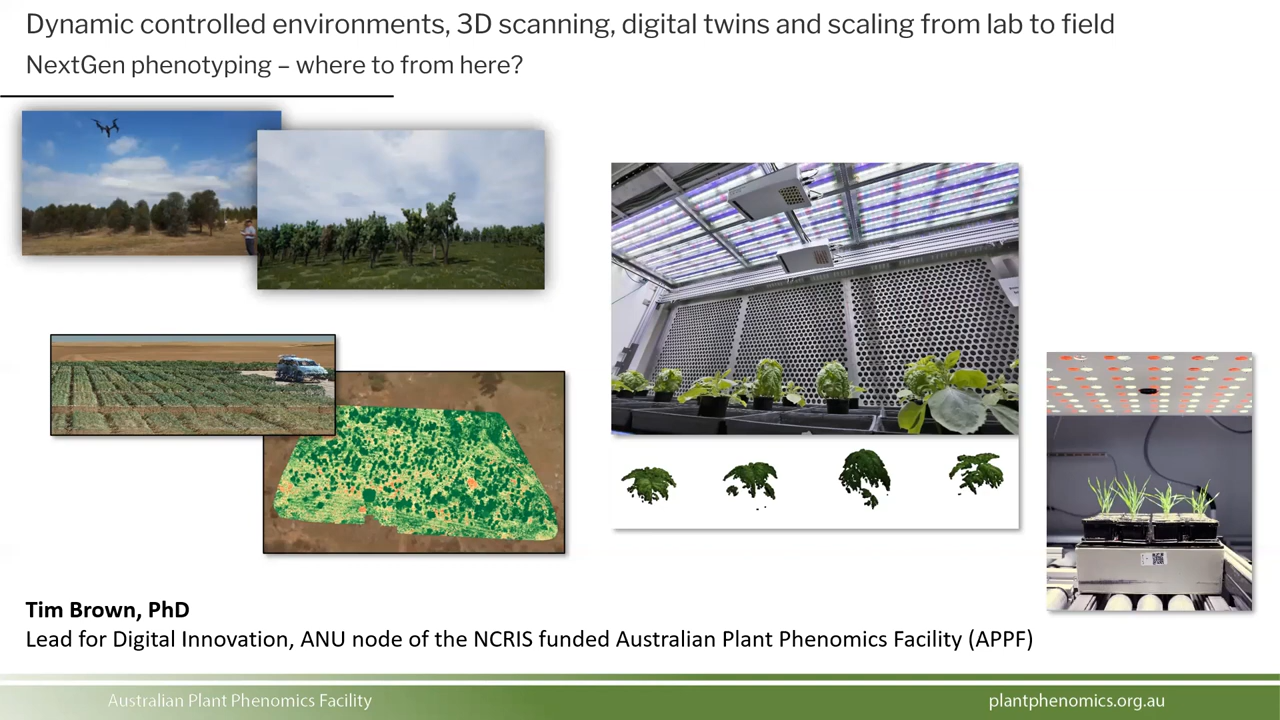 Dynamic controlled environments, 3D scanning, digital twins and scaling from lab to field
NextGen phenotyping – where to from here?
Tim Brown, PhD
Lead for Digital Innovation, ANU node of the NCRIS funded Australian Plant Phenomics Facility (APPF)
Australian Plant Phenomics Facility
plantphenomics.org.au